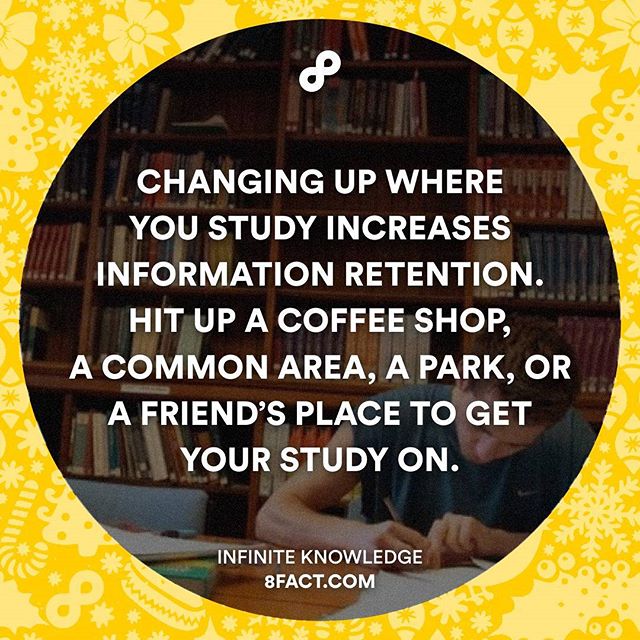 CHANGING UP WHERE
YOU STUDY INCREASES
INFORMATION RETENTION.
HIT UP A COFFEE SHOP,
A COMMON AREA, A PARK, OR
A FRIEND'S PLACE TO GET
YOUR STUDY ON.
INFINITE KNOWLEDGE
8FACT.COM